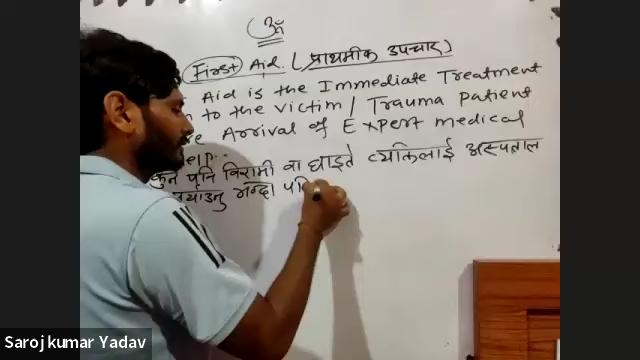 ॐ
First Aid. (प्राथमीक उपचार)
Aid is the Immediate Treatment
to the victim / Trauma patient
Arrival of Expert medical
Help..
कुनै पनि बिरामी वा घाइते व्यक्तिलाई अस्पताल
भन्दा
Saroj kumar Yadav